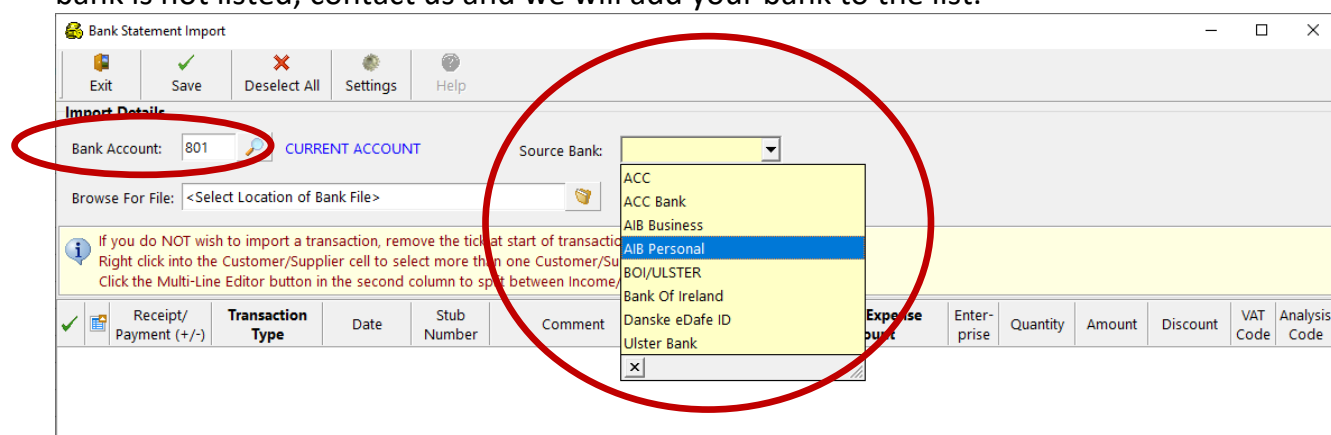 bank is not listed, contact us and we will add your bank to the list.
Bank Statement Import
Exit Save Deselect All Settings Help
Import Details
Bank Account: 801 CURRENT ACCOUNT Source Bank:
Browse For File: <Select Location of Bank File>
ACC
ACC Bank
AIB Business
AIB Personal
BOI/ULSTER
Bank Of Ireland
Danske eDafe ID
Ulster Bank
If you do NOT wish to import a transaction, remove the tick at start of
Right click into the Customer/Supplier cell to select more than one
Click the Multi-Line Editor button in the second column to split between Income/
Receipt/ Payment (+/-) Transaction Type Date Stub Number Comment Expense Enter- prise Quantity Amount Discount VAT Code Analysis Code